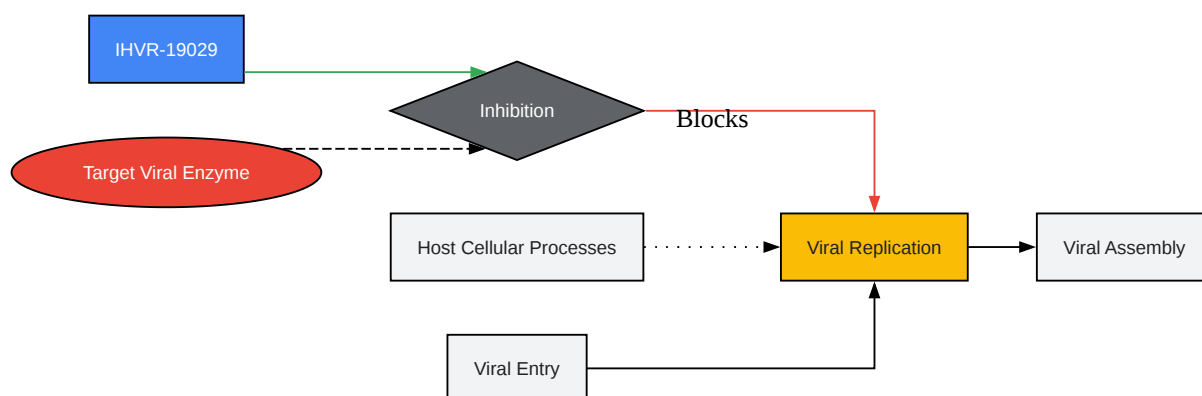 IHVR-19029
Inhibition
Blocks
Target Viral Enzyme
Host Cellular Processes
Viral Replication
Viral Assembly
Viral Entry